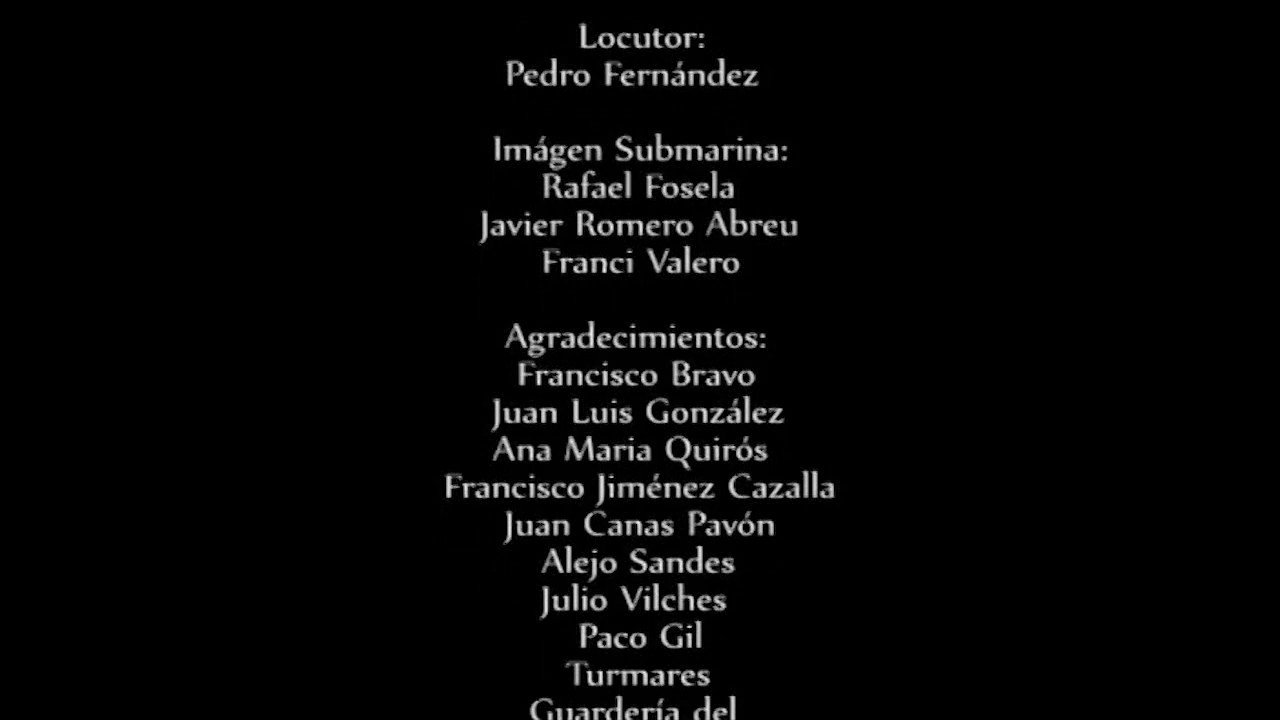 Locutor:
Pedro Fernández
Imágen Submarina:
Rafael Fosela
Javier Romero Abreu
Franci Valero
Agradecimientos:
Francisco Bravo
Juan Luis González
Ana Maria Quirós
Francisco Jiménez Cazalla
Juan Canas Pavón
Alejo Sandes
Julio Vilches
Paco Gil
Turmares
Guardería del